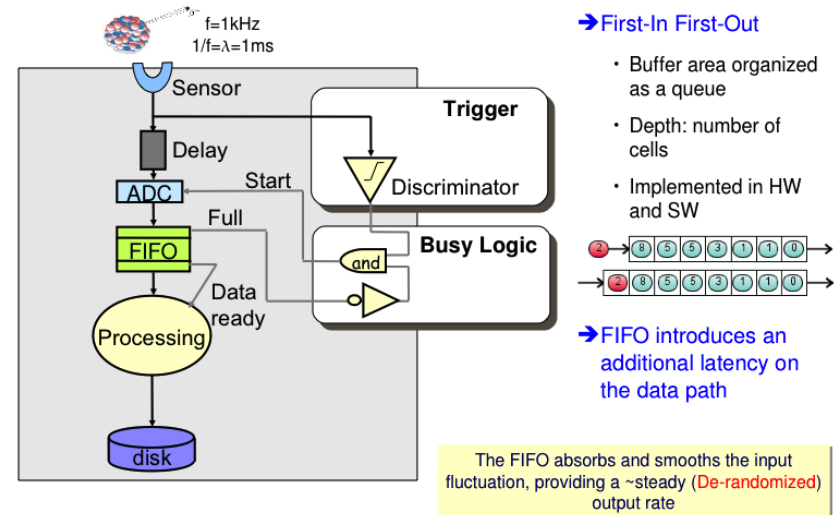 f=1kHz
1/f=λ=1ms
Sensor
Trigger
Delay
Discriminator
Start
ADC
Full
Busy Logic
FIFO
and
Data
ready
Processing
disk
➔First-In First-Out
• Buffer area organized
as a queue
• Depth: number of
cells
• Implemented in HW
and SW
2 8 5 5 3 1 1 0
2 8 5 5 3 1 1 0
➔FIFO introduces an
additional latency on
the data path
The FIFO absorbs and smooths the input
fluctuation, providing a ~steady (De-randomized)
output rate